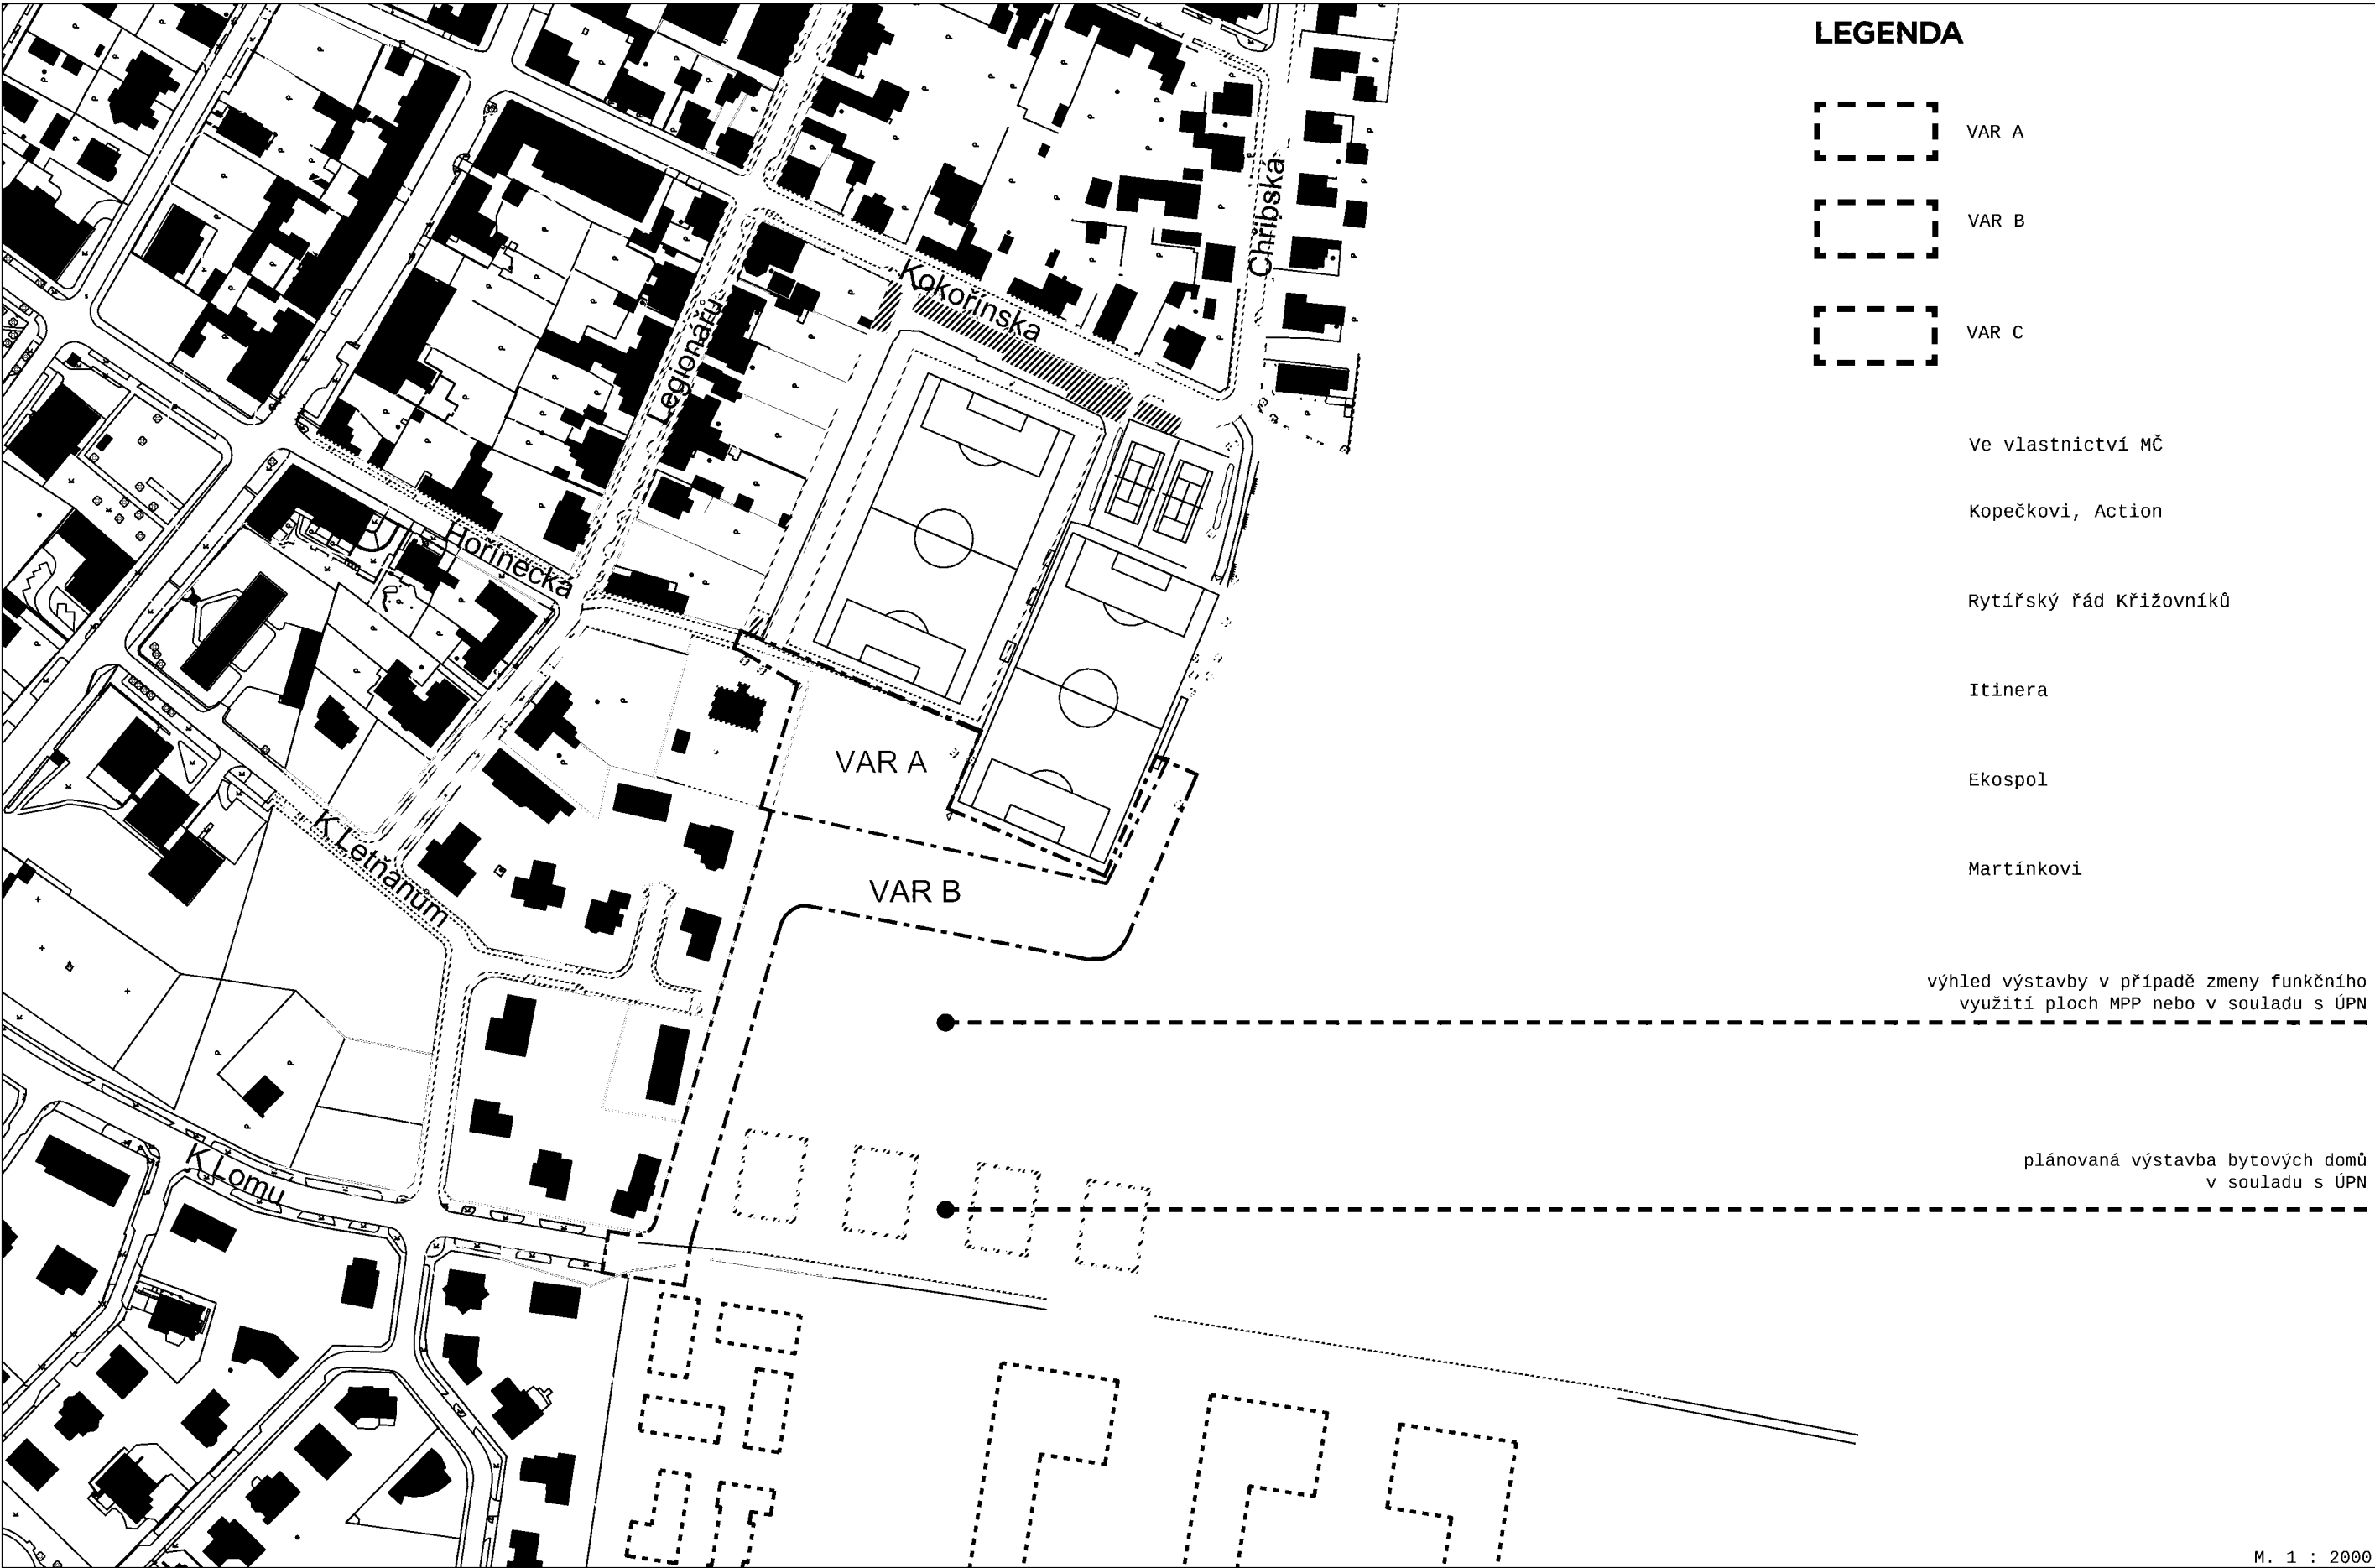 LEGENDA
VAR A
VAR B
VAR C
Ve vlastnictví MČ
Kopečkovi, Action
Rytířský řád Křižovníků
Itinera
Ekospol
Martínkovi
výhled výstavby v případě zmeny funkčního
využití ploch MPP nebo v souladu s ÚPN
plánovaná výstavba bytových domů
v souladu s ÚPN
M. 1 : 2000
Chřibská
Kokořínská
Legionářů
Hořínecká
VAR A
K Letňanům
VAR B
K Lomu